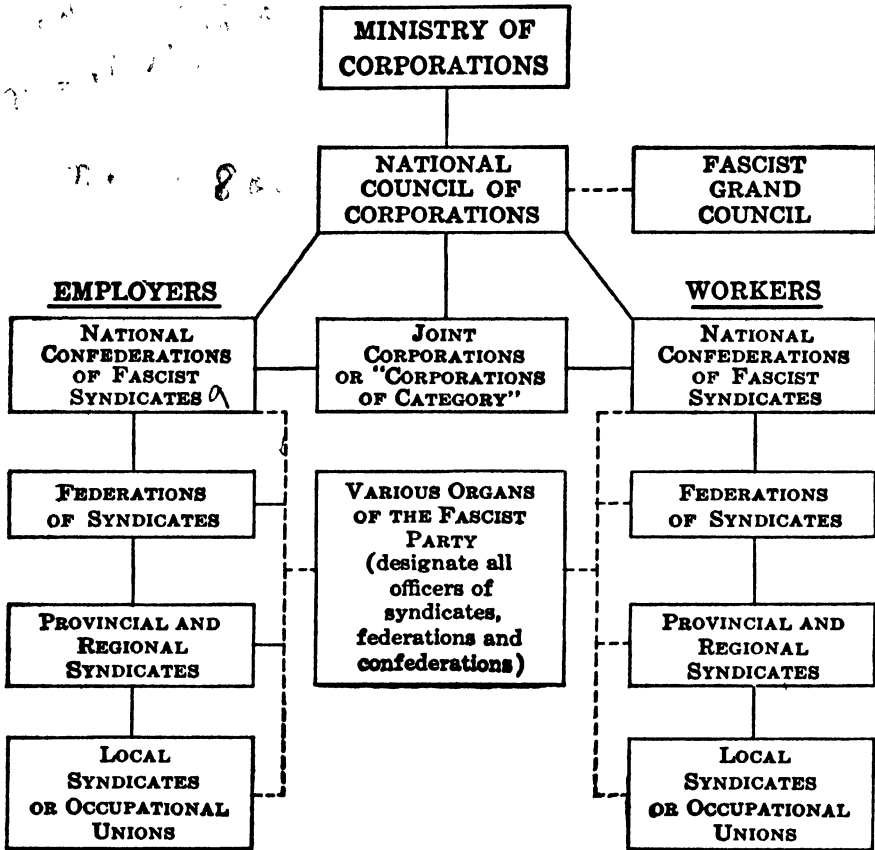 MINISTRY OF
CORPORATIONS
NATIONAL
COUNCIL OF
CORPORATIONS
FASCIST
GRAND
COUNCIL
EMPLOYERS
WORKERS
NATIONAL
CONFEDERATIONS
OF FASCIST
SYNDICATES
JOINT
CORPORATIONS
OR "CORPORATIONS
OF CATEGORY"
NATIONAL
CONFEDERATIONS
OF FASCIST
SYNDICATES
FEDERATIONS
OF SYNDICATES
VARIOUS ORGANS
OF THE FASCIST
PARTY
(designate all
officers of
syndicates,
federations and
confederations)
FEDERATIONS
OF SYNDICATES
PROVINCIAL AND
REGIONAL
SYNDICATES
PROVINCIAL AND
REGIONAL
SYNDICATES
LOCAL
SYNDICATES
OR OCCUPATIONAL
UNIONS
LOCAL
SYNDICATES
OR OCCUPATIONAL
UNIONS